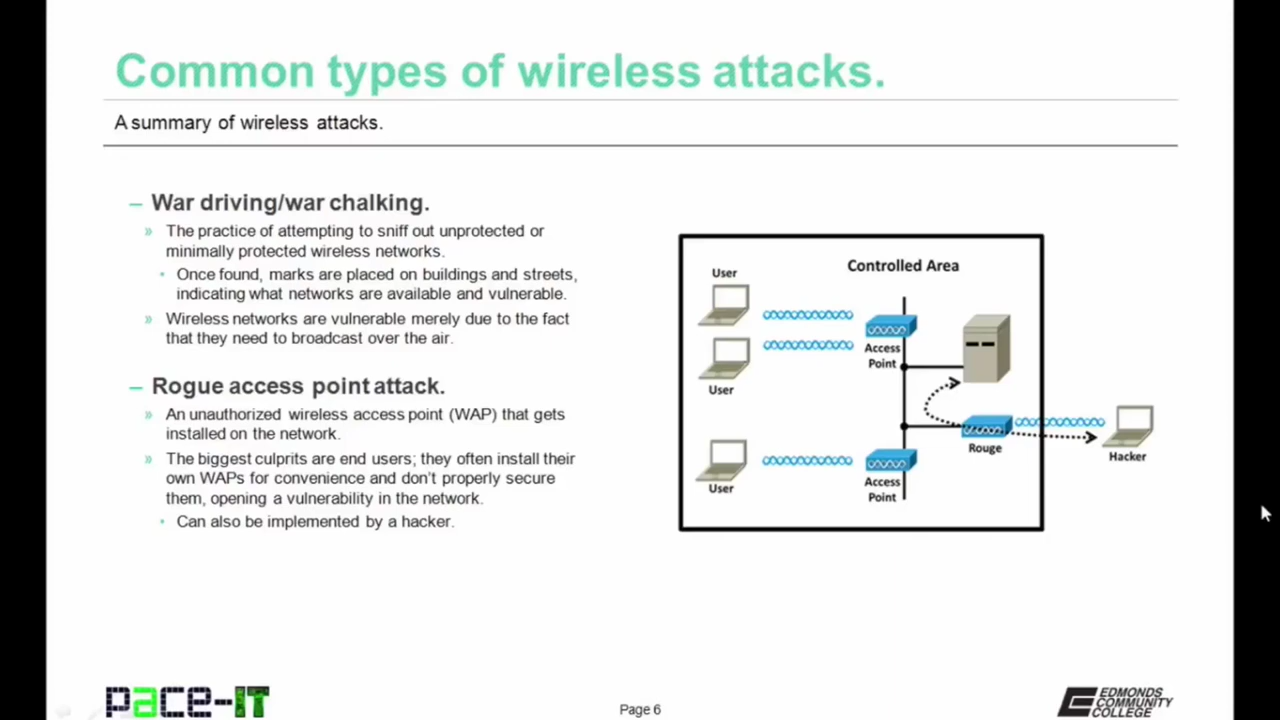 Common types of wireless attacks.
A summary of wireless attacks.
– War driving/war chalking.
» The practice of attempting to sniff out unprotected or
minimally protected wireless networks.
• Once found, marks are placed on buildings and streets,
indicating what networks are available and vulnerable.
» Wireless networks are vulnerable merely due to the fact
that they need to broadcast over the air.
– Rogue access point attack.
» An unauthorized wireless access point (WAP) that gets
installed on the network.
» The biggest culprits are end users; they often install their
own WAPs for convenience and don't properly secure
them, opening a vulnerability in the network.
• Can also be implemented by a hacker.
Controlled Area
User
Access
Point
User
Rouge
Hacker
User
Access
Point
pace-IT
Page 6
EDMONDS
COMMUNITY
COLLEGE